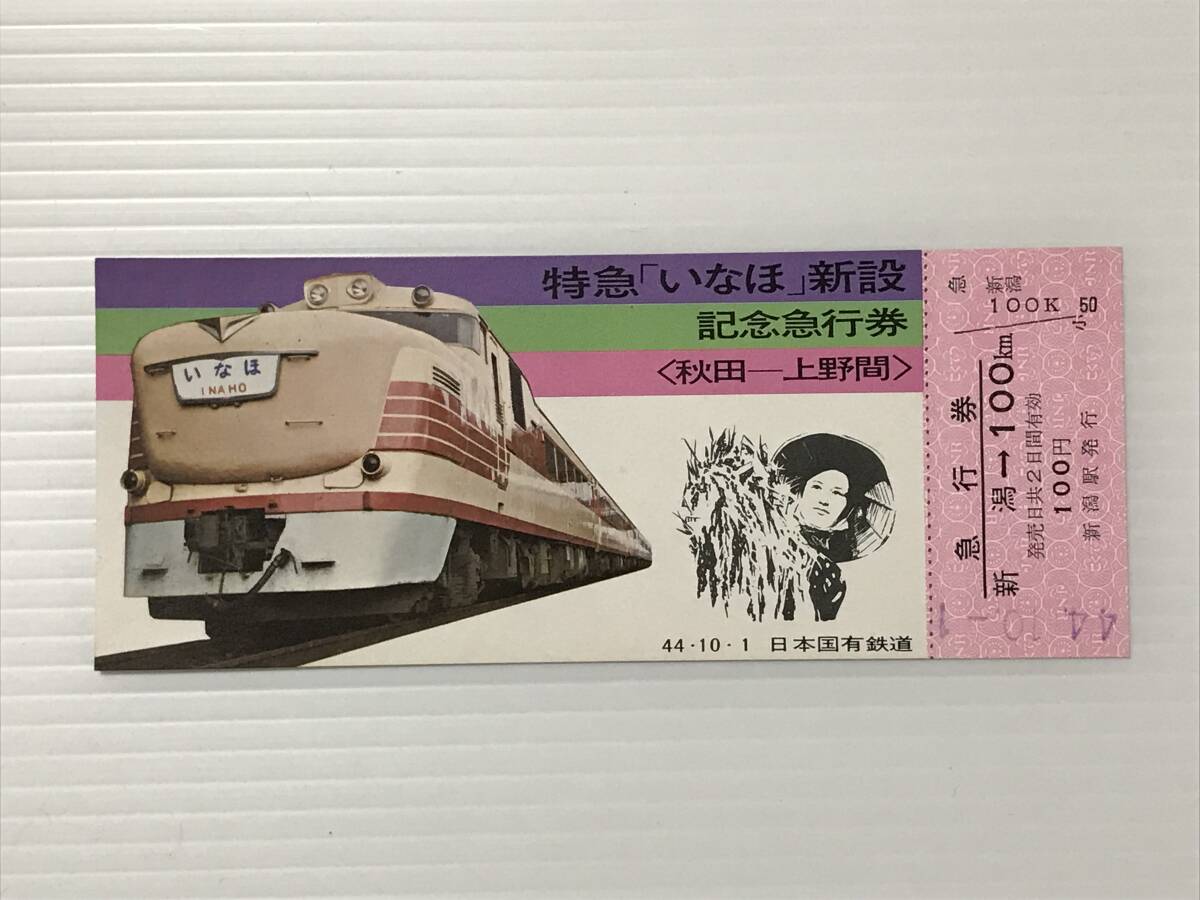 特急「いなほ」新設
記念急行券
〈秋田―上野間〉
いなほ
INAHO
44・10・1 日本国有鉄道
急 新潟
100K
小 50
急行券
新潟→100km
発売日共2日間有効
100円
新潟駅発行
44.10.-1